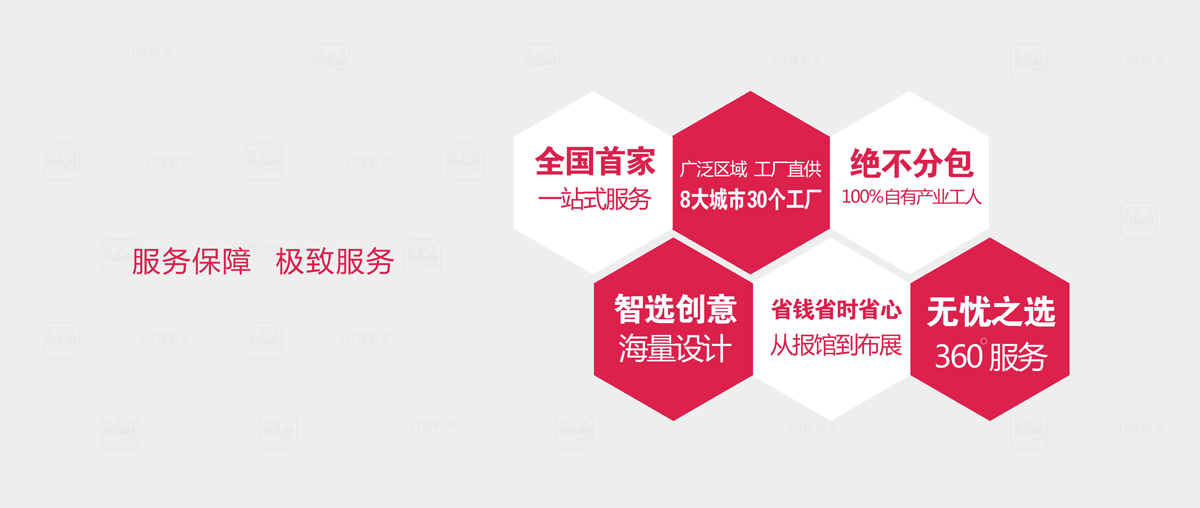 服务保障 极致服务
全国首家
一站式服务
广泛区域 工厂直供
8大城市30个工厂
绝不分包
100%自有产业工人
智选创意
海量设计
省钱省时省心
从报馆到布展
无忧之选
360°服务